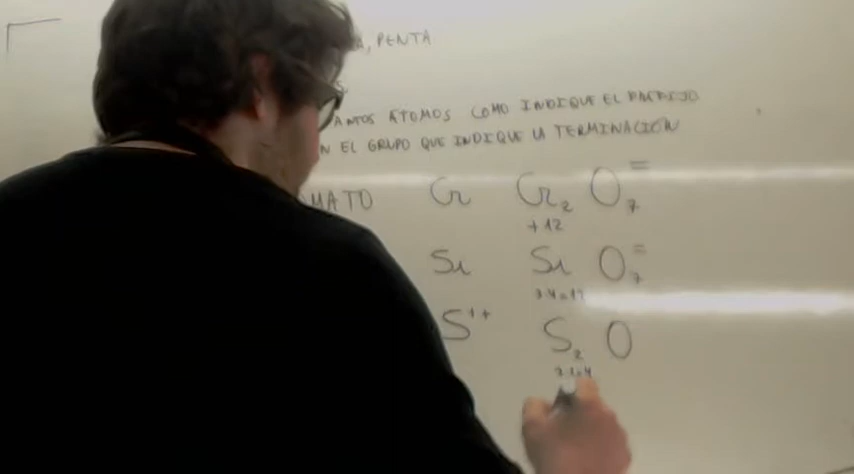 , PENTA
ANTOS ÁTOMOS COMO INDIQUE EL PREFIJO
N EL GRUPO QUE INDIQUE LA TERMINACIÓN
MATO Cr Cr₂ O₇=
+12
Si Si O₇=
S¹⁺ S₂ O